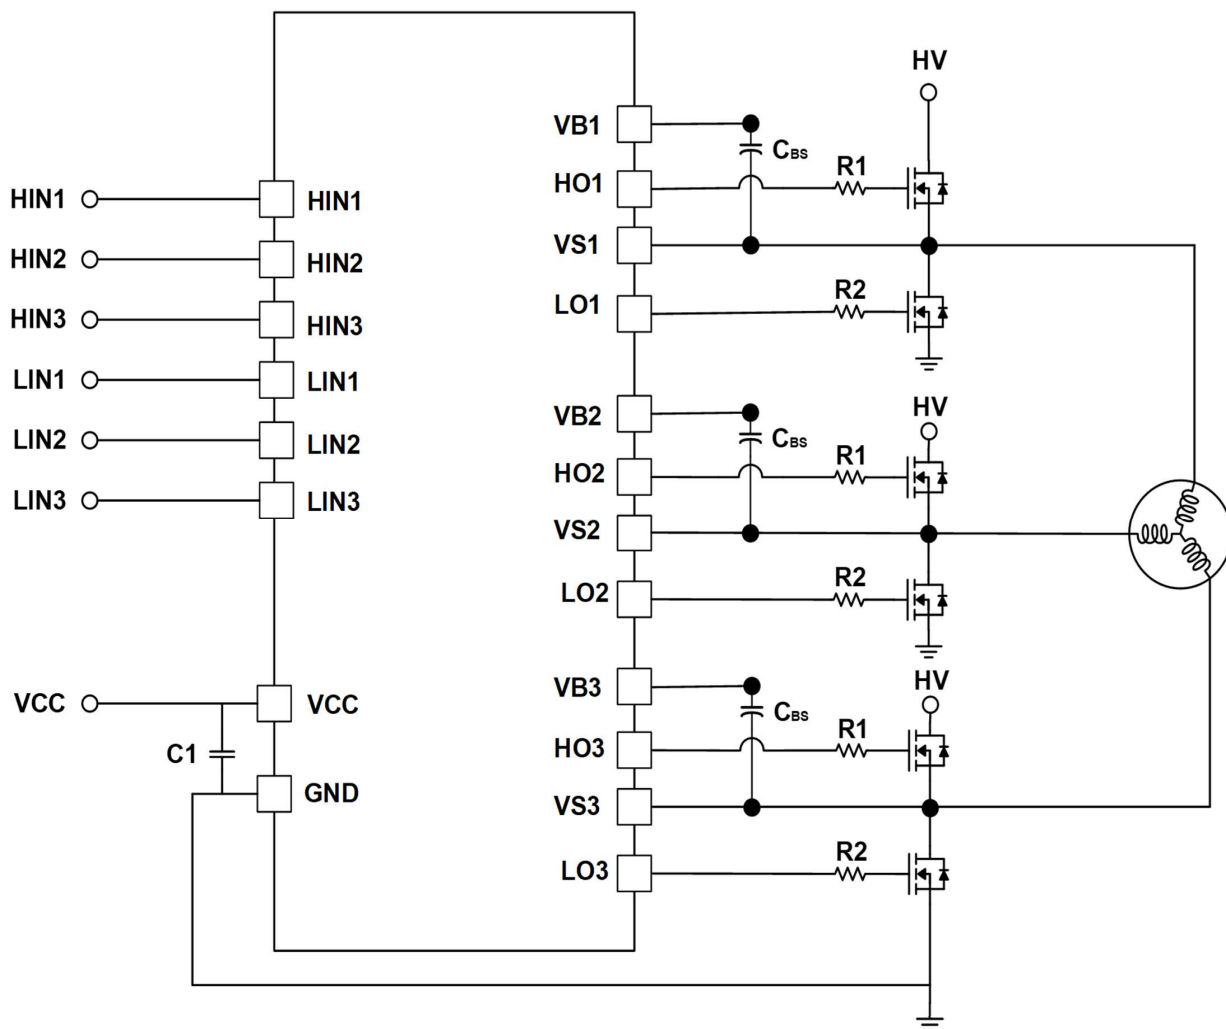 HV
VB1
CBS
HO1
R1
HIN1
HIN1
VS1
HIN2
HIN2
LO1
R2
HIN3
HIN3
LIN1
LIN1
VB2
HV
CBS
LIN2
LIN2
HO2
R1
LIN3
LIN3
VS2
LO2
R2
VB3
HV
CBS
VCC
VCC
HO3
R1
C1
GND
VS3
LO3
R2